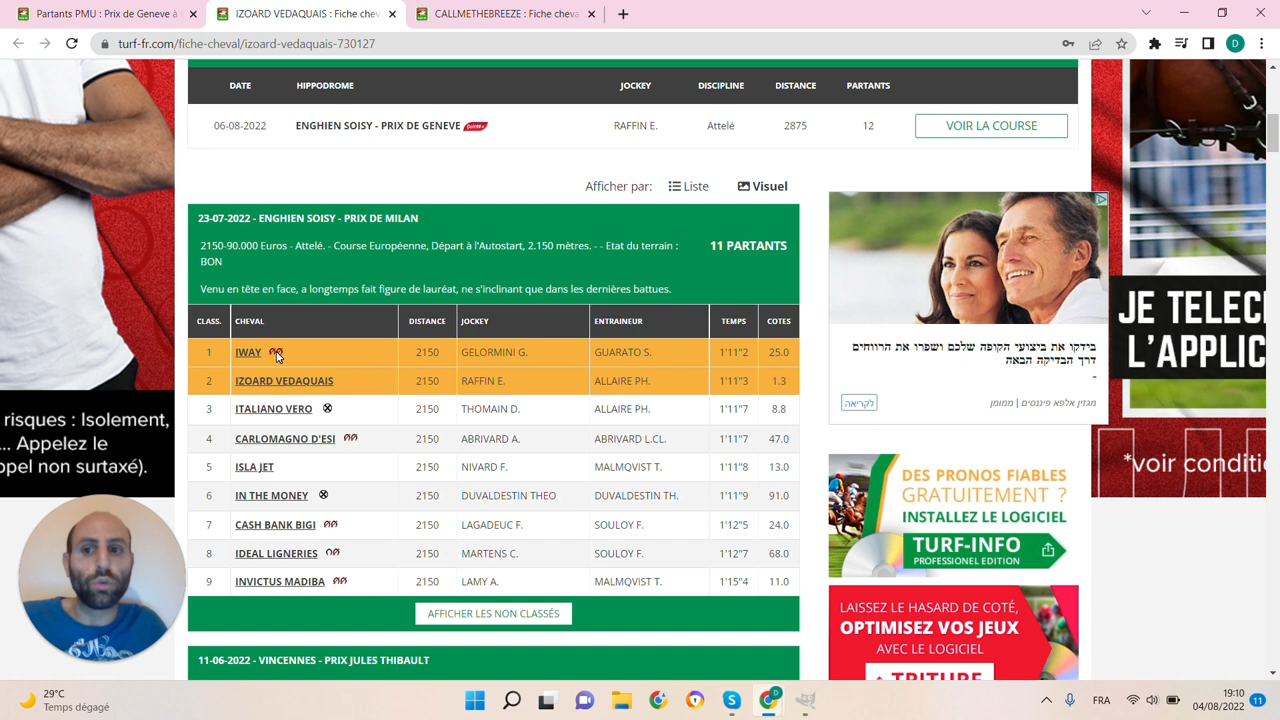 Partants PMU : Prix de Geneve à
IZOARD VEDAQUAIS : Fiche chev
CALLMETHEBREEZE : Fiche cheva
turf-fr.com/fiche-cheval/izoard-vedaquais-730127
D
DATE HIPPODROME JOCKEY DISCIPLINE DISTANCE PARTANTS
06-08-2022 ENGHIEN SOISY - PRIX DE GENEVE Quinté+ RAFFIN E. Attelé 2875 12 VOIR LA COURSE
Afficher par: Liste Visuel
23-07-2022 - ENGHIEN SOISY - PRIX DE MILAN
2150-90.000 Euros - Attelé. - Course Européenne, Départ à l'Autostart, 2.150 mètres. - - Etat du terrain :
BON
11 PARTANTS
Venu en tête en face, a longtemps fait figure de lauréat, ne s'inclinant que dans les dernières battues.
CLASS. CHEVAL DISTANCE JOCKEY ENTRAINEUR TEMPS COTES
1 IWAY 2150 GELORMINI G. GUARATO S. 1'11"2 25.0
2 IZOARD VEDAQUAIS 2150 RAFFIN E. ALLAIRE PH. 1'11"3 1.3
3 ITALIANO VERO 2150 THOMAIN D. ALLAIRE PH. 1'11"7 8.8
4 CARLOMAGNO D'ESI 2150 ABRIVARD A. ABRIVARD L.CL. 1'11"7 47.0
5 ISLA JET 2150 NIVARD F. MALMQVIST T. 1'11"8 13.0
6 IN THE MONEY 2150 DUVALDESTIN THEO DUVALDESTIN TH. 1'11"9 91.0
7 CASH BANK BIGI 2150 LAGADEUC F. SOULOY F. 1'12"5 24.0
8 IDEAL LIGNERIES 2150 MARTENS C. SOULOY F. 1'12"7 68.0
9 INVICTUS MADIBA 2150 LAMY A. MALMQVIST T. 1'15"4 11.0
AFFICHER LES NON CLASSÉS
11-06-2022 - VINCENNES - PRIX JULES THIBAULT
risques : Isolement,
... Appelez le
ppel non surtaxé).
בידקו את ביצועי הקופה שלכם ושפרו את הרווחים
דרך הבדיקה הבאה
-
לקריאה
מגזין אלפא פיננסים | ממומן
DES PRONOS FIABLES
GRATUITEMENT ?
INSTALLEZ LE LOGICIEL
TURF-INFO
PROFESSIONEL EDITION
LAISSEZ LE HASARD DE COTÉ,
OPTIMISEZ VOS JEUX
AVEC LE LOGICIEL
TRITURF
JE TELECH
L'APPLIC
*voir conditi
29°C
Temps dégagé
FRA
19:10
04/08/2022
11